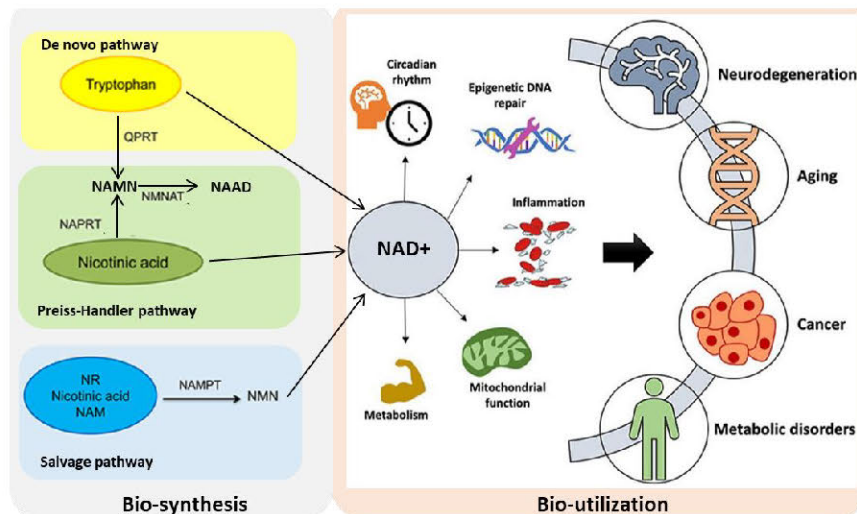 De novo pathway
Tryptophan
QPRT
NAMN
NMNAT
NAAD
NAPRT
Nicotinic acid
Preiss-Handler pathway
NR
Nicotinic acid
NAM
NAMPT
NMN
Salvage pathway
Bio-synthesis
Circadian
rhythm
Epigenetic DNA
repair
NAD+
Inflammation
Metabolism
Mitochondrial
function
Neurodegeneration
Aging
Cancer
Metabolic disorders
Bio-utilization